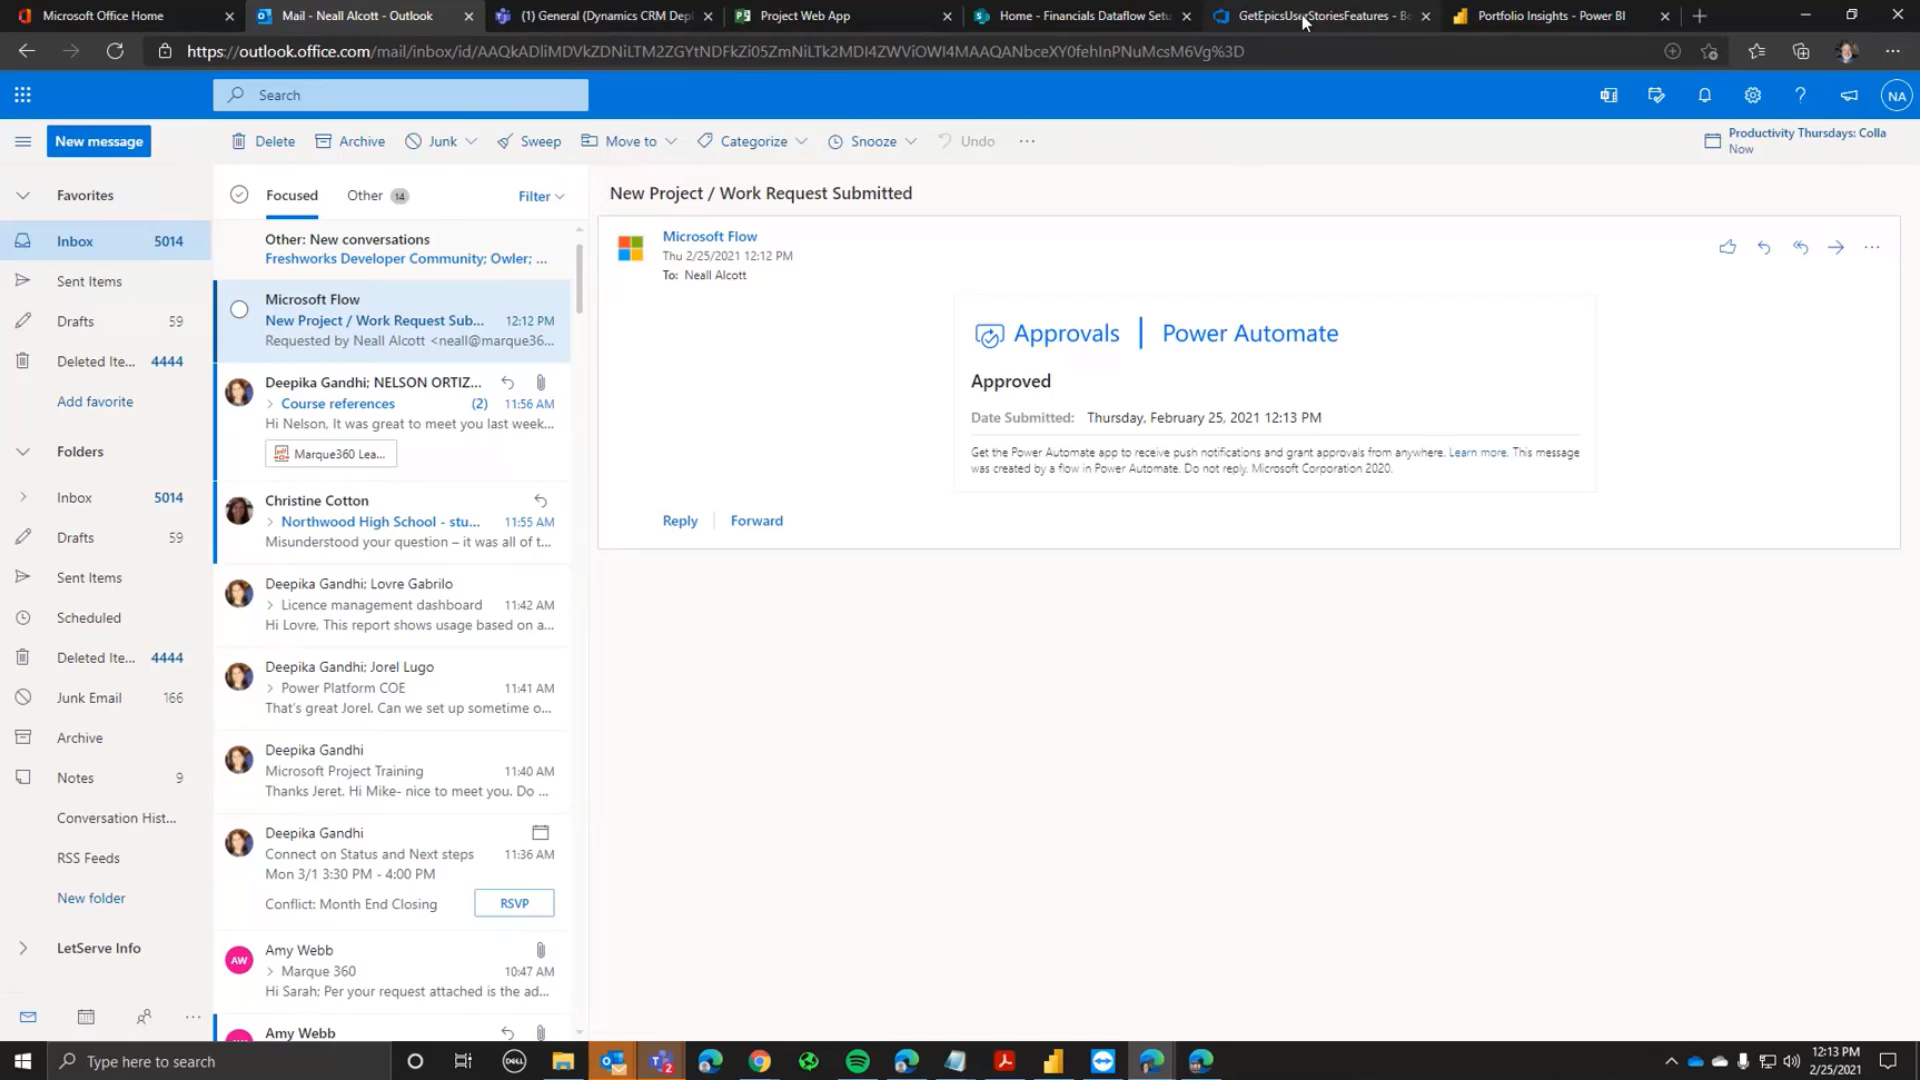 Microsoft Office Home
Mail - Neall Alcott - Outlook
(1) General (Dynamics CRM Depl
Project Web App
Home - Financials Dataflow Setu
GetEpicsUserStoriesFeatures - Bo
Portfolio Insights - Power BI
https://outlook.office.com/mail/inbox/id/AAQkADliMDVkZDNiLTM2ZGYtNDFkZi05ZmNiLTk2MDI4ZWViOWI4MAAQANbceXY0fehInPNuMcsM6Vg%3D
Search
NA
New message
Delete
Archive
Junk
Sweep
Move to
Categorize
Snooze
Undo
Productivity Thursdays: Colla
Now
Favorites
Inbox 5014
Sent Items
Drafts 59
Deleted Ite... 4444
Add favorite
Folders
Inbox 5014
Drafts 59
Sent Items
Scheduled
Deleted Ite... 4444
Junk Email 166
Archive
Notes 9
Conversation Hist...
RSS Feeds
New folder
LetServe Info
Focused
Other 14
Filter
Other: New conversations
Freshworks Developer Community; Owler; ...
Microsoft Flow
New Project / Work Request Sub... 12:12 PM
Requested by Neall Alcott <neall@marque36...
Deepika Gandhi; NELSON ORTIZ...
Course references (2) 11:56 AM
Hi Nelson, It was great to meet you last week...
Marque360 Lea...
Christine Cotton
Northwood High School - stu... 11:55 AM
Misunderstood your question – it was all of t...
Deepika Gandhi; Lovre Gabrilo
Licence management dashboard 11:42 AM
Hi Lovre, This report shows usage based on a...
Deepika Gandhi; Jorel Lugo
Power Platform COE 11:41 AM
That's great Jorel. Can we set up sometime o...
Deepika Gandhi
Microsoft Project Training 11:40 AM
Thanks Jeret. Hi Mike- nice to meet you. Do ...
Deepika Gandhi
Connect on Status and Next steps 11:36 AM
Mon 3/1 3:30 PM - 4:00 PM
Conflict: Month End Closing
RSVP
AW
Amy Webb
Marque 360 10:47 AM
Hi Sarah; Per your request attached is the ad...
Amy Webb
New Project / Work Request Submitted
Microsoft Flow
Thu 2/25/2021 12:12 PM
To: Neall Alcott
Approvals | Power Automate
Approved
Date Submitted: Thursday, February 25, 2021 12:13 PM
Get the Power Automate app to receive push notifications and grant approvals from anywhere. Learn more. This message
was created by a flow in Power Automate. Do not reply. Microsoft Corporation 2020.
Reply
Forward
Type here to search
DELL
2
12:13 PM
2/25/2021